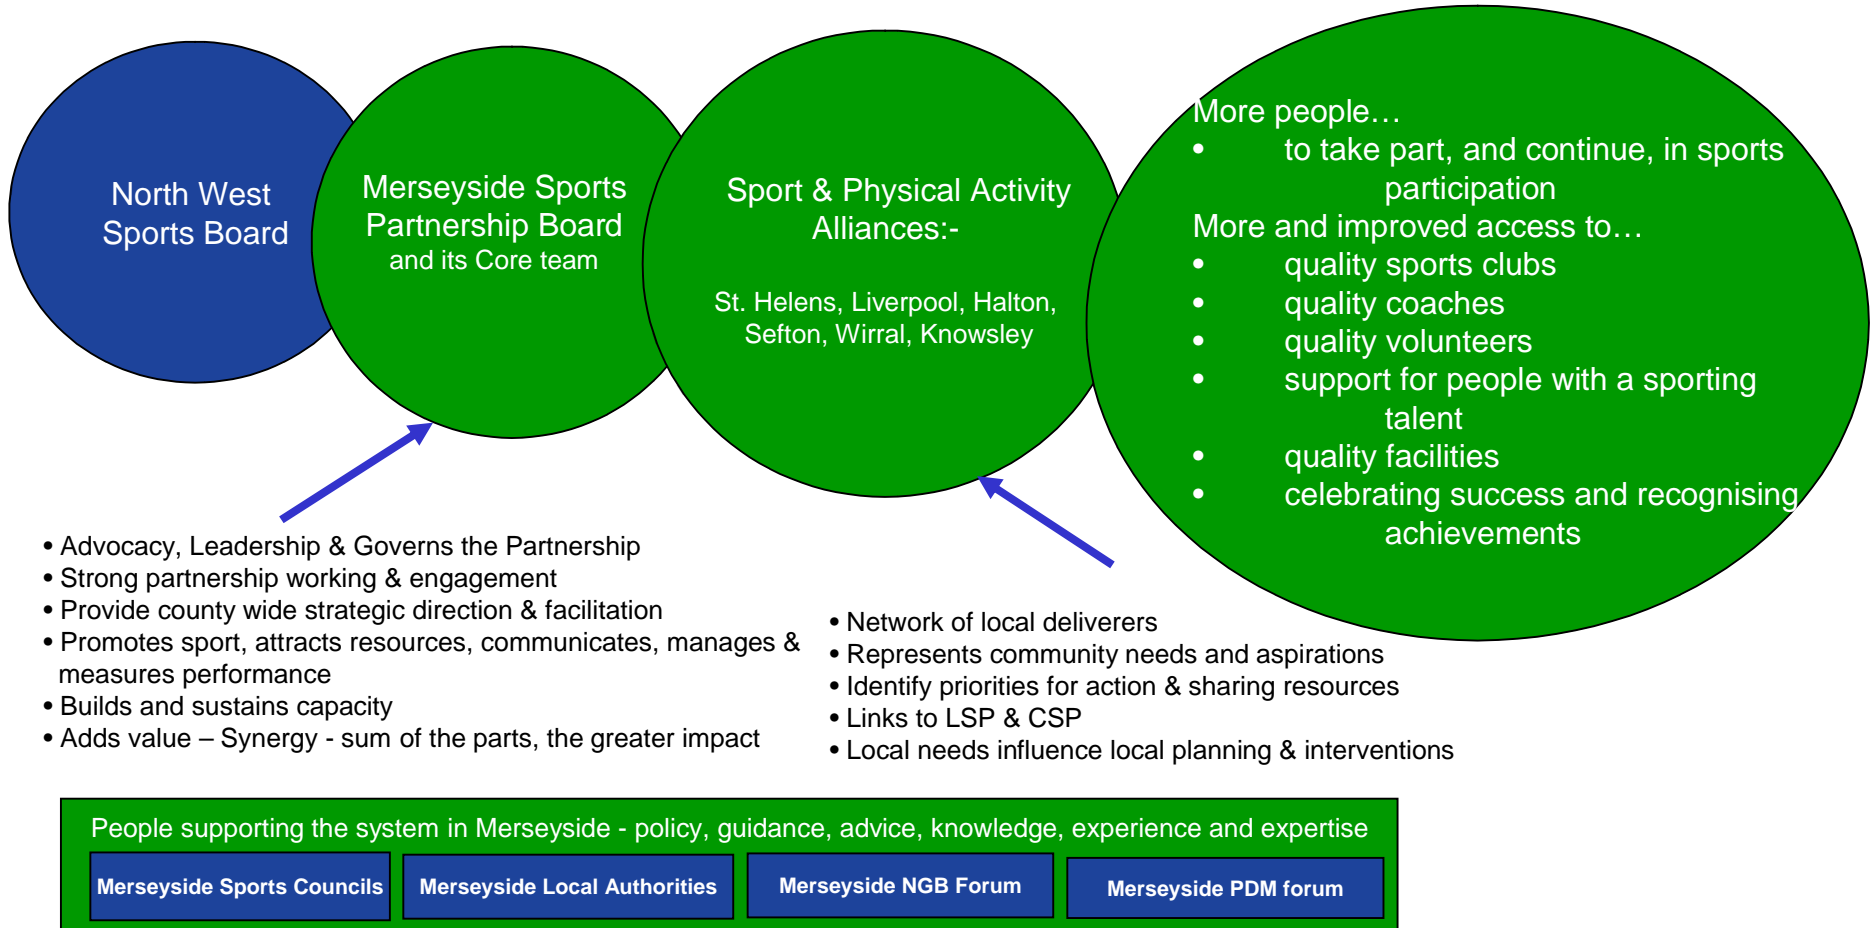 North West
Sports Board
Merseyside Sports
Partnership Board
and its Core team
Sport & Physical Activity
Alliances:-
St. Helens, Liverpool, Halton,
Sefton, Wirral, Knowsley
More people…
• to take part, and continue, in sports
participation
More and improved access to…
• quality sports clubs
• quality coaches
• quality volunteers
• support for people with a sporting
talent
• quality facilities
• celebrating success and recognising
achievements
• Advocacy, Leadership & Governs the Partnership
• Strong partnership working & engagement
• Provide county wide strategic direction & facilitation
• Promotes sport, attracts resources, communicates, manages &
measures performance
• Builds and sustains capacity
• Adds value – Synergy - sum of the parts, the greater impact
• Network of local deliverers
• Represents community needs and aspirations
• Identify priorities for action & sharing resources
• Links to LSP & CSP
• Local needs influence local planning & interventions
People supporting the system in Merseyside - policy, guidance, advice, knowledge, experience and expertise
Merseyside Sports Councils
Merseyside Local Authorities
Merseyside NGB Forum
Merseyside PDM forum